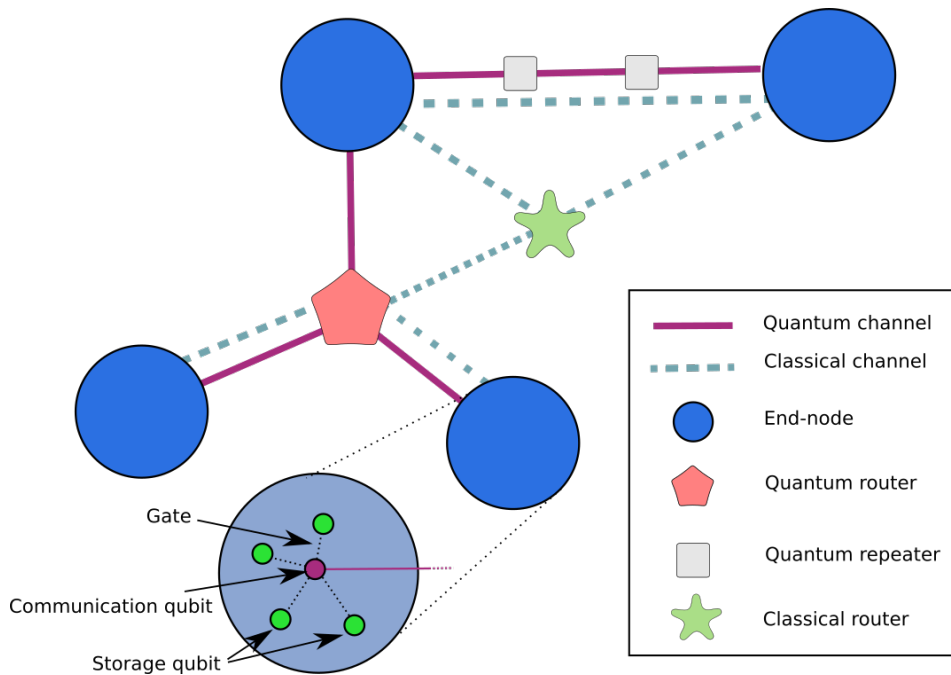 Quantum channel
Classical channel
End-node
Quantum router
Quantum repeater
Classical router
Gate
Communication qubit
Storage qubit